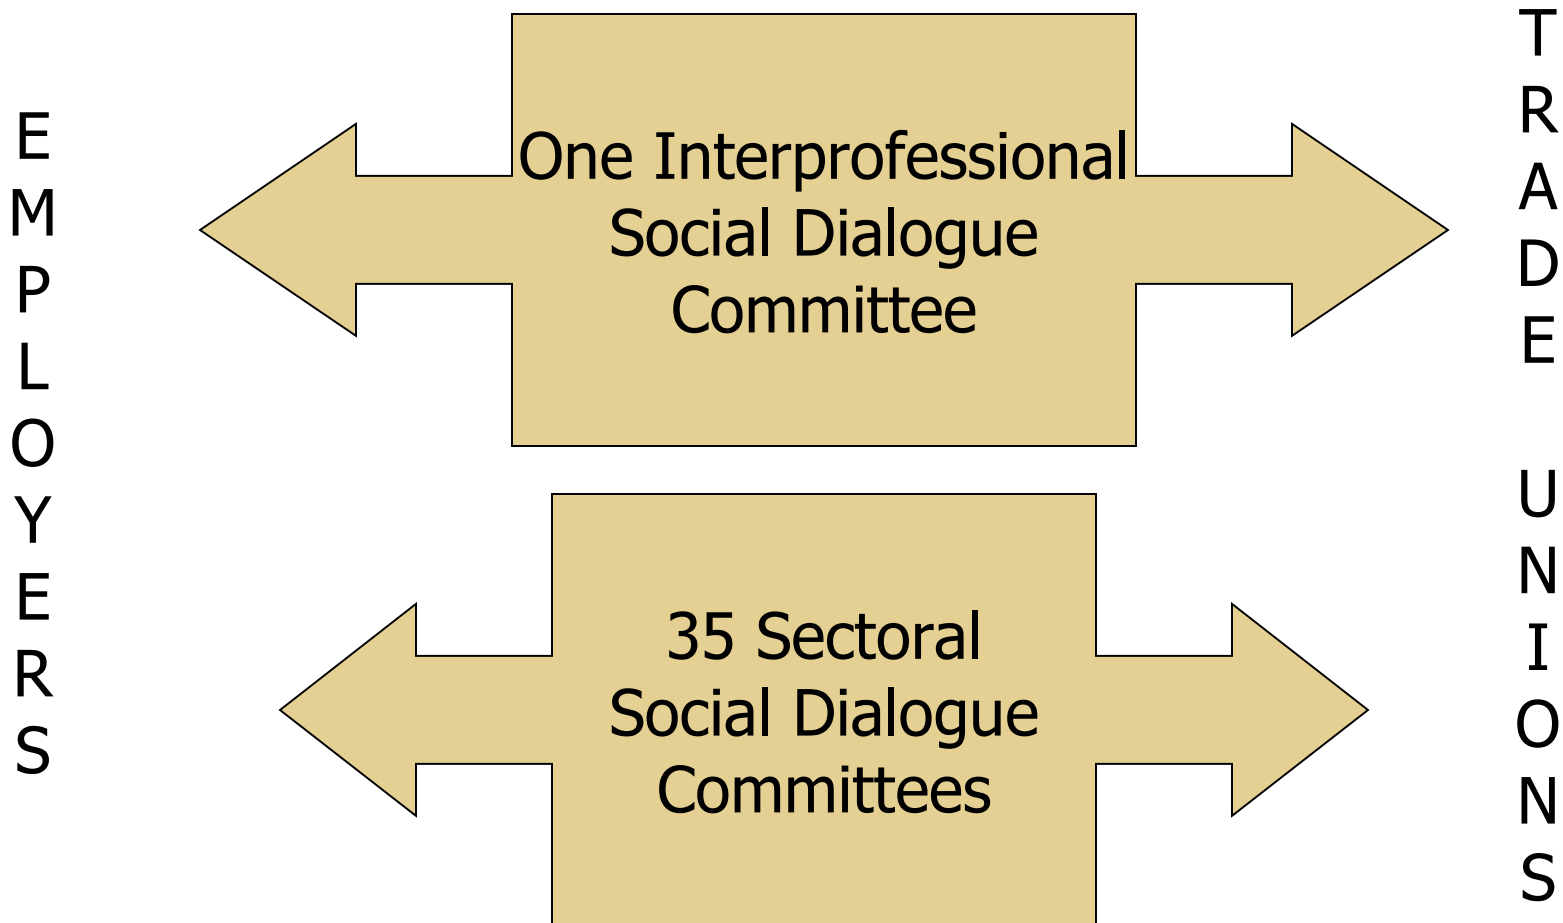 EMPLOYERS
One Interprofessional
Social Dialogue
Committee
35 Sectoral
Social Dialogue
Committees
TRADE UNIONS